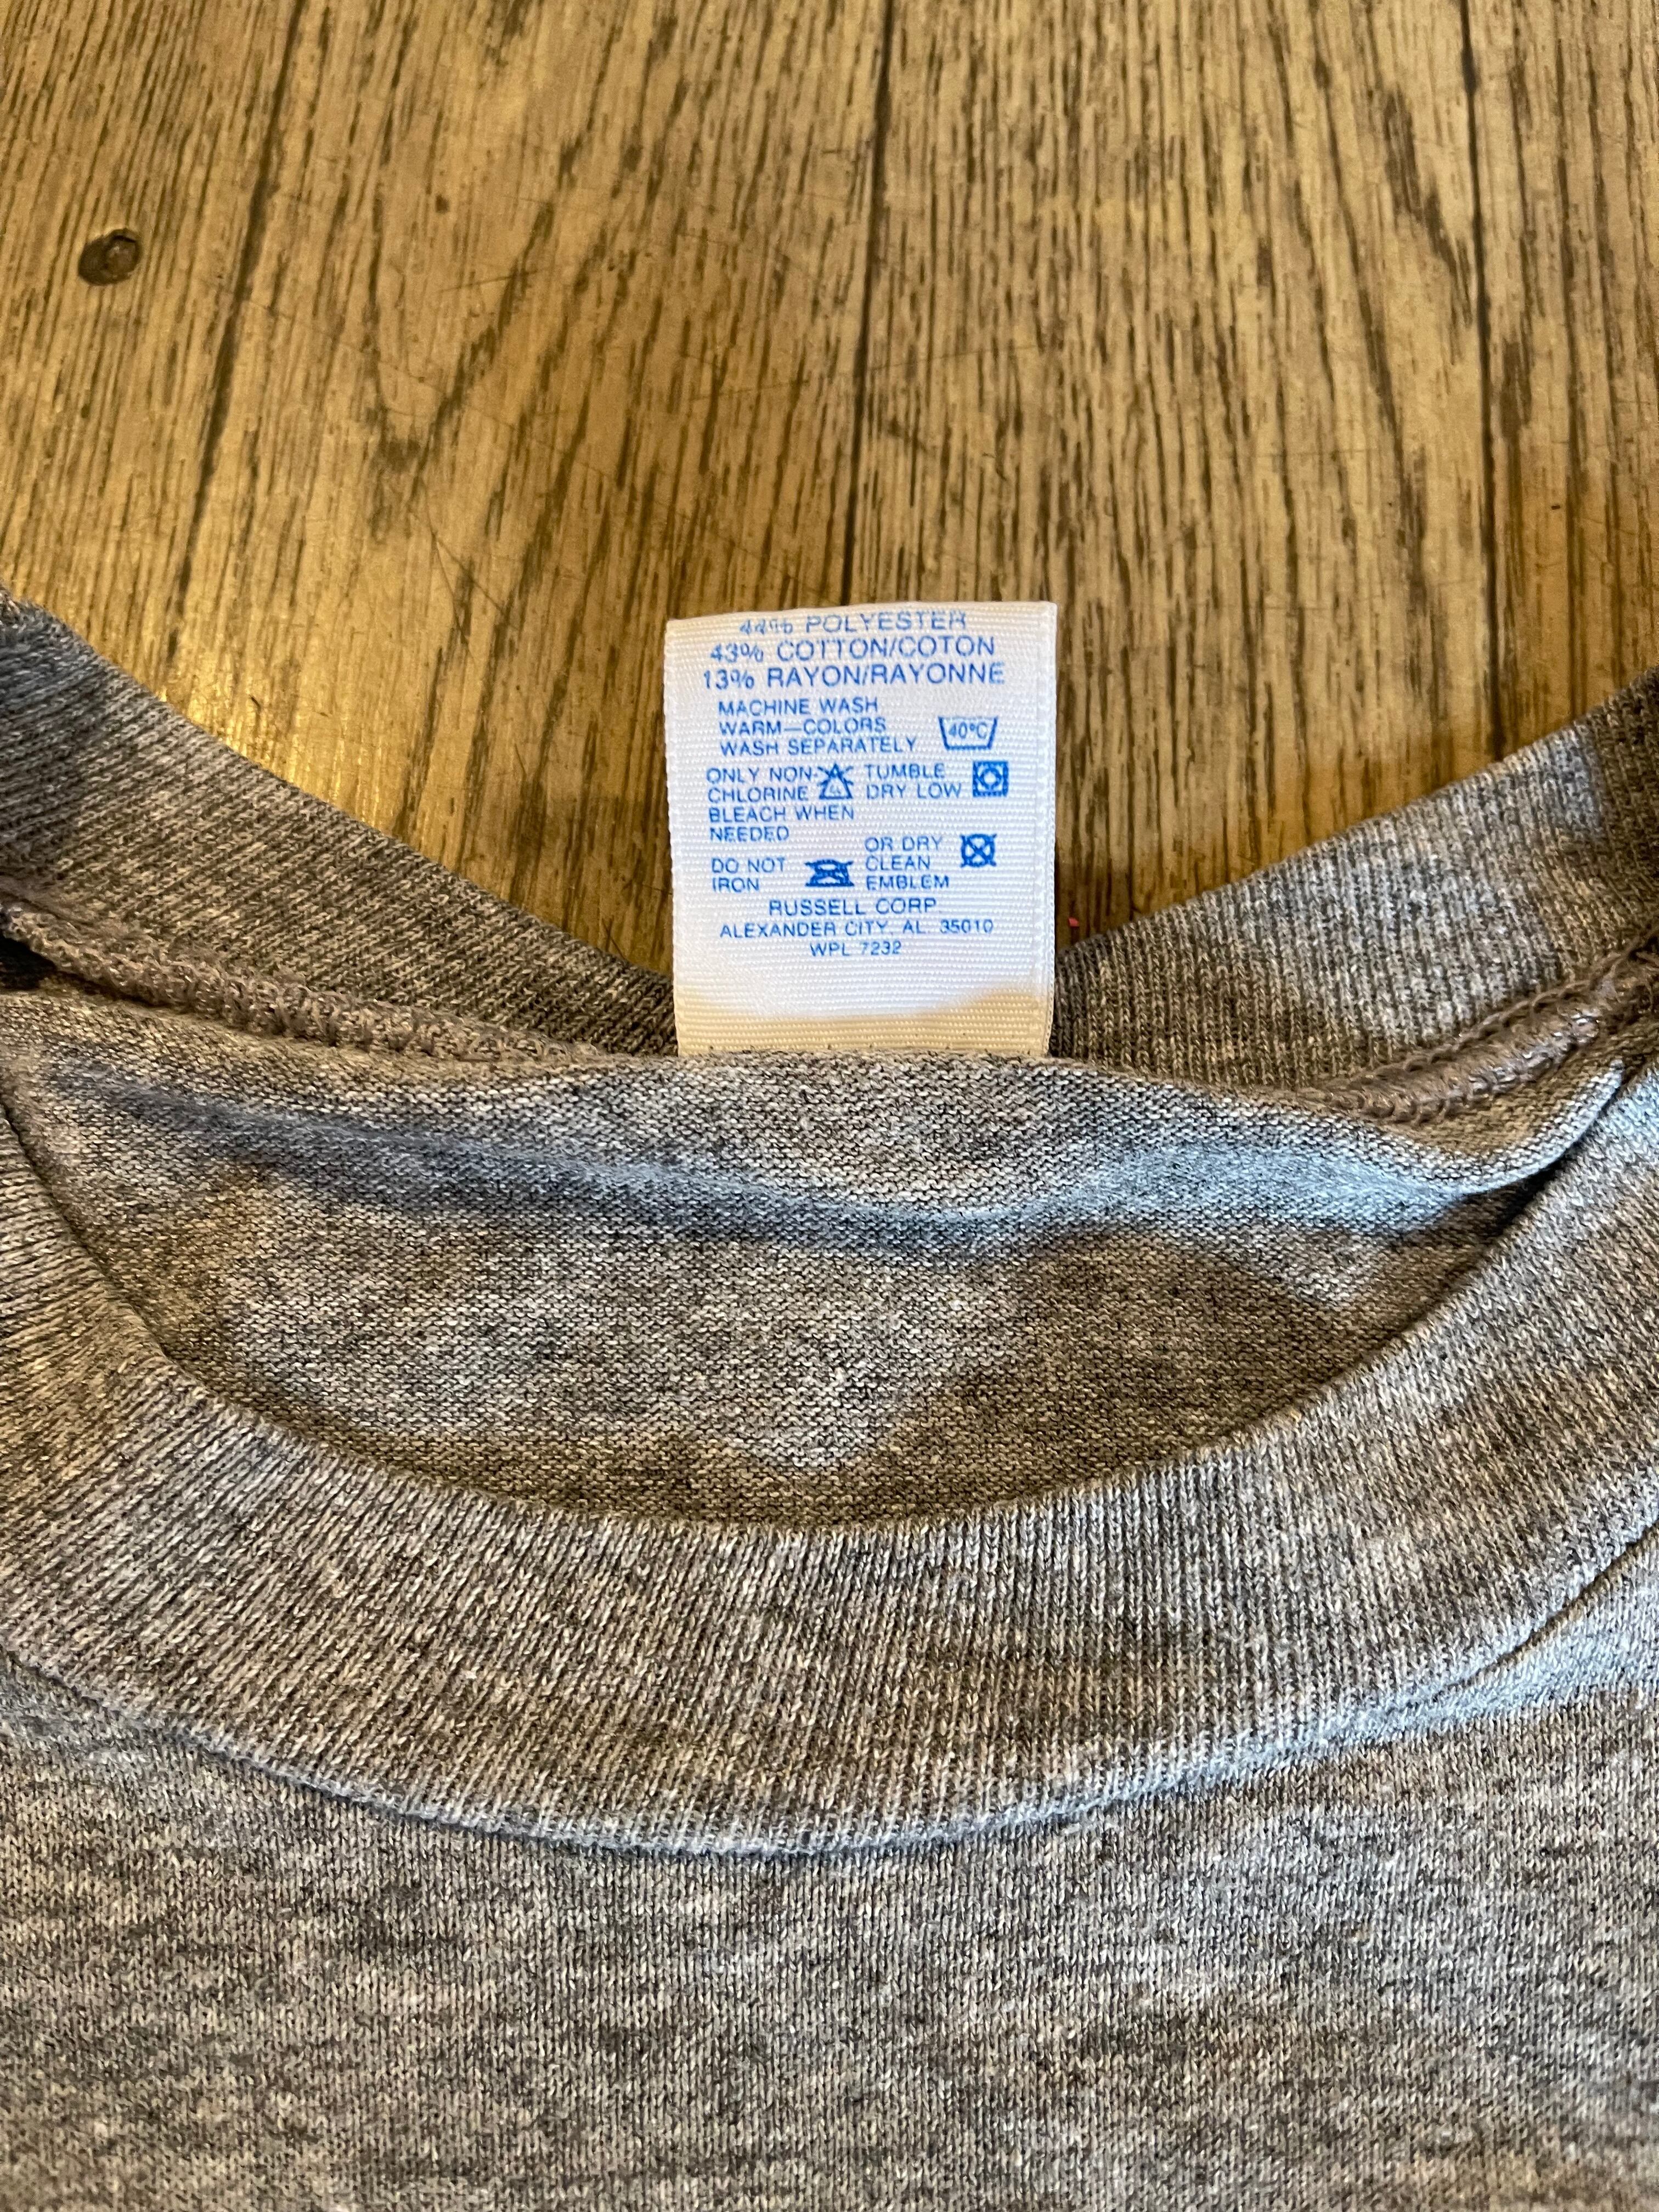 44% POLYESTER
43% COTTON/COTON
13% RAYON/RAYONNE
MACHINE WASH
WARM—COLORS
WASH SEPARATELY
40°C
ONLY NON-
CHLORINE
BLEACH WHEN
NEEDED
TUMBLE
DRY LOW
DO NOT
IRON
OR DRY
CLEAN
EMBLEM
RUSSELL CORP.
ALEXANDER CITY, AL. 35010
WPL 7232